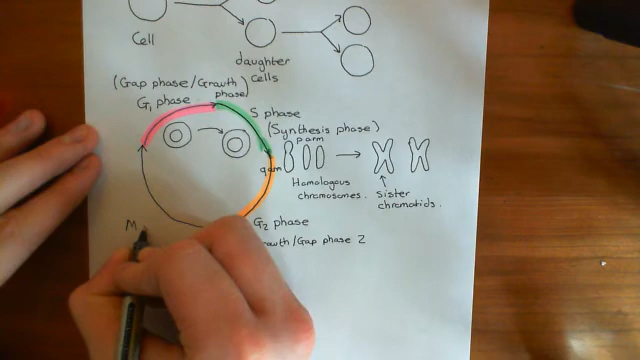 Cell
daughter
cells
(Gap phase/Growth
phase)
G1 phase
S phase
(Synthesis phase)
p arm
q arm
Homologous
chromosomes.
Sister
chromatids.
G2 phase
Growth/Gap phase 2
M